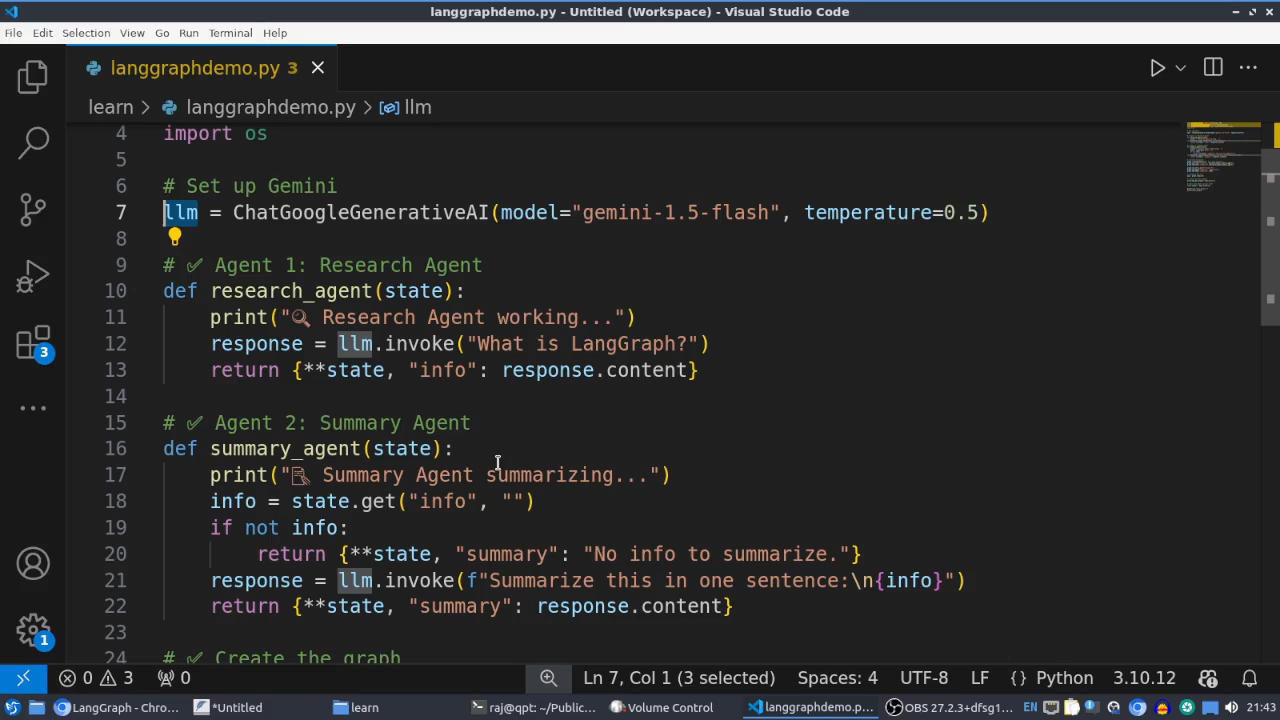 langgraphdemo.py - Untitled (Workspace) - Visual Studio Code
File Edit Selection View Go Run Terminal Help
langgraphdemo.py 3
learn > langgraphdemo.py > llm
4 import os
5
6 # Set up Gemini
7 llm = ChatGoogleGenerativeAI(model="gemini-1.5-flash", temperature=0.5)
8
9 # ✅ Agent 1: Research Agent
10 def research_agent(state):
11 print("🔍 Research Agent working...")
12 response = llm.invoke("What is LangGraph?")
13 return {**state, "info": response.content}
14
15 # ✅ Agent 2: Summary Agent
16 def summary_agent(state):
17 print("📝 Summary Agent summarizing...")
18 info = state.get("info", "")
19 if not info:
20 return {**state, "summary": "No info to summarize."}
21 response = llm.invoke(f"Summarize this in one sentence:\n{info}")
22 return {**state, "summary": response.content}
23
24 # ✅ Create the graph
3
1
0 3 0 Ln 7, Col 1 (3 selected) Spaces: 4 UTF-8 LF {} Python 3.10.12
LangGraph - Chro... *Untitled learn raj@qpt: ~/Public... Volume Control langgraphdemo.p... OBS 27.2.3+dfsg1... EN 21:43